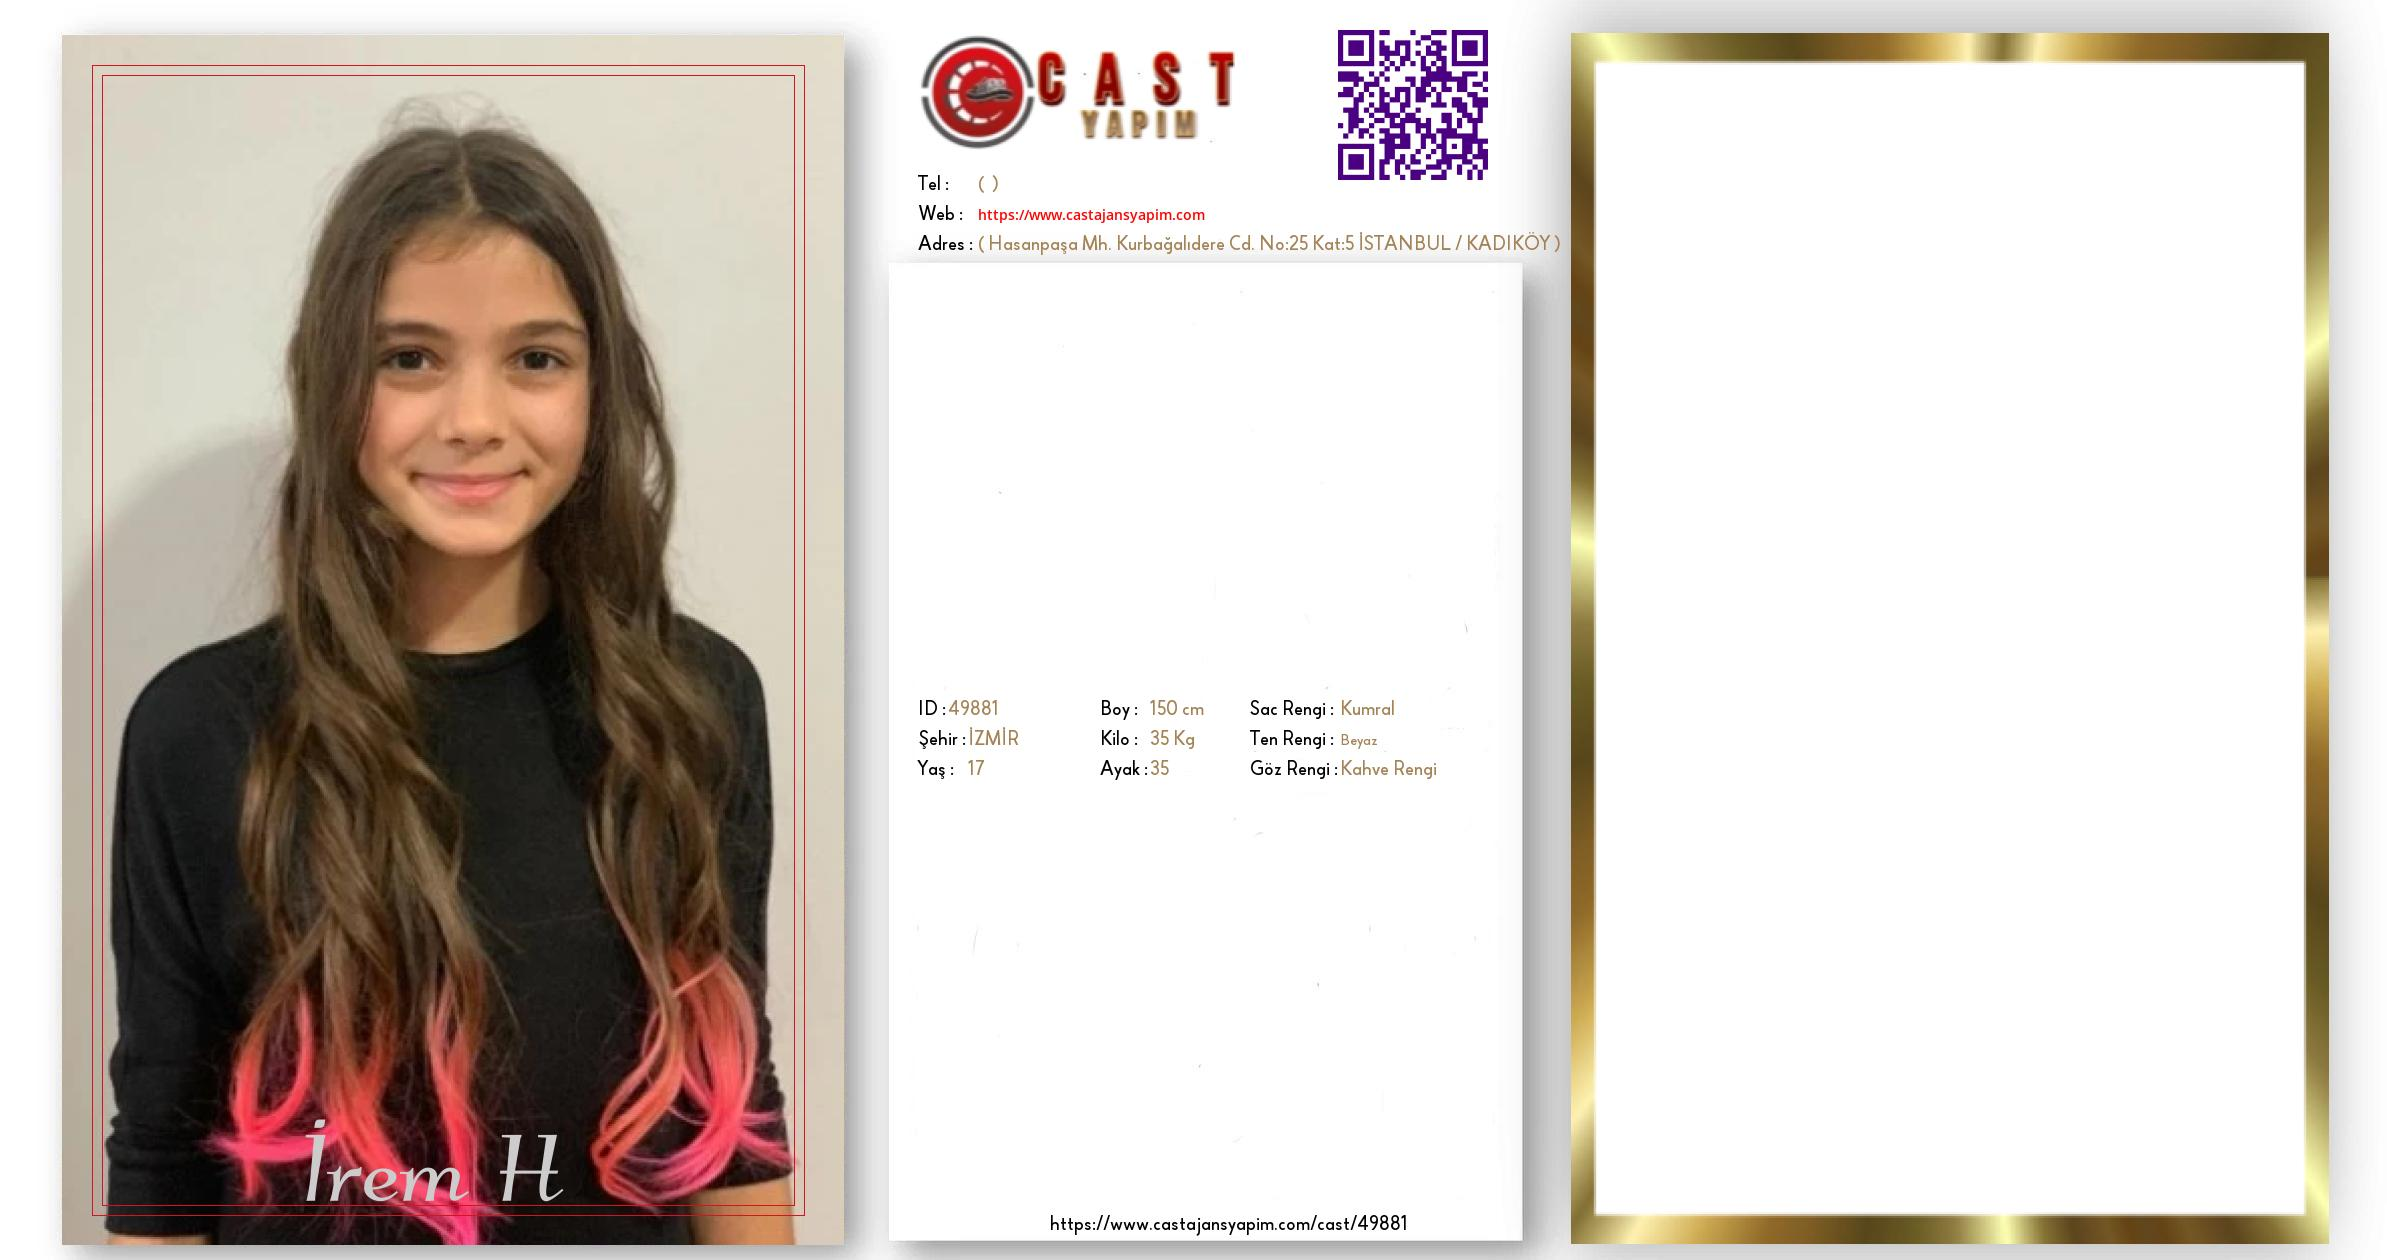 İrem H
CAST
YAPIM
Tel : ( )
Web : https://www.castajansyapim.com
Adres : ( Hasanpaşa Mh. Kurbağalıdere Cd. No:25 Kat:5 İSTANBUL / KADIKÖY )
ID : 49881 Boy : 150 cm Sac Rengi : Kumral
Şehir : İZMİR Kilo : 35 Kg Ten Rengi : Beyaz
Yaş : 17 Ayak : 35 Göz Rengi : Kahve Rengi
https://www.castajansyapim.com/cast/49881